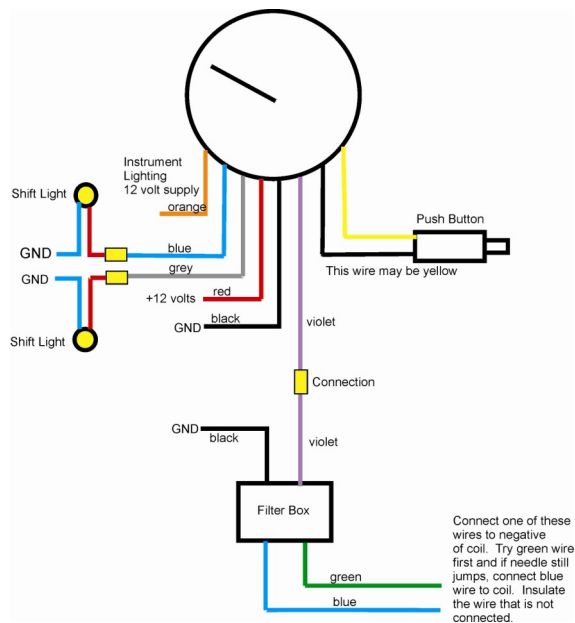 Instrument
Lighting
12 volt supply
orange
Shift Light
Push Button
GND
blue
GND
grey
This wire may be yellow
+12 volts
red
GND
black
violet
Shift Light
Connection
GND
black
violet
Filter Box
Connect one of these
wires to negative
of coil. Try green wire
first and if needle still
jumps, connect blue
wire to coil. Insulate
the wire that is not
connected.
green
blue